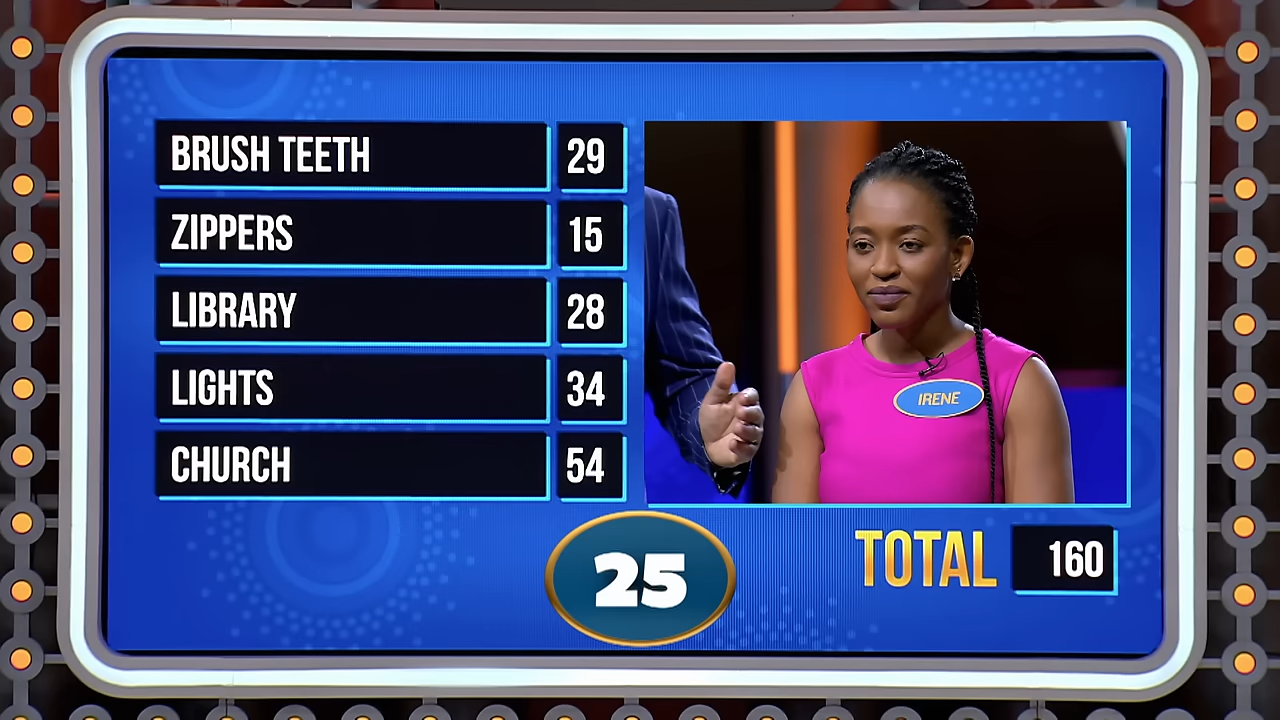 BRUSH TEETH 29
ZIPPERS 15
LIBRARY 28
LIGHTS 34
CHURCH 54
IRENE
25
TOTAL 160